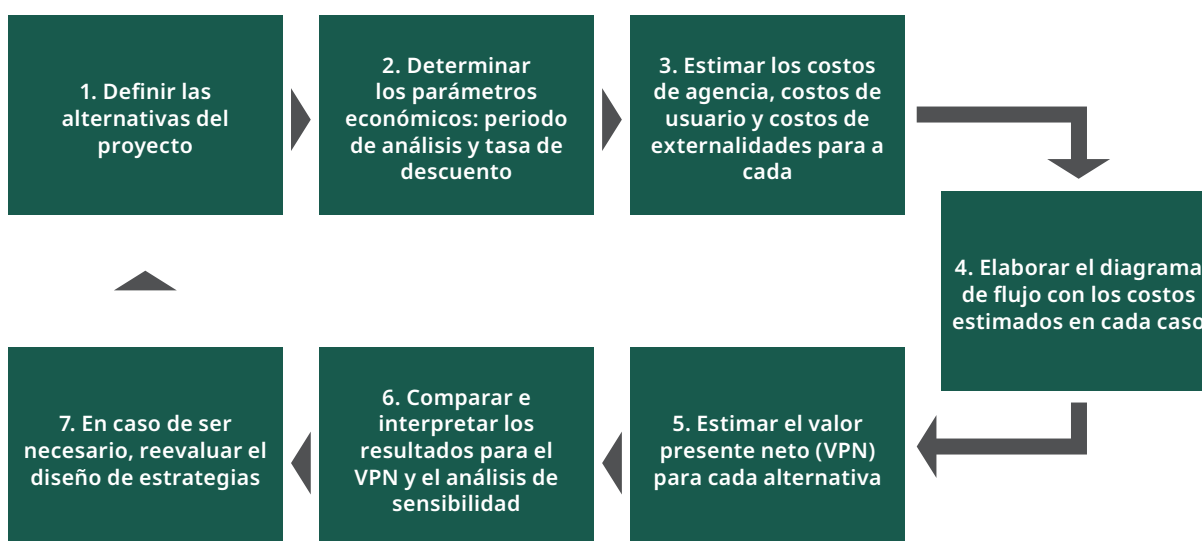 1. Definir las
alternativas del
proyecto
2. Determinar
los parámetros
económicos: periodo
de análisis y tasa de
descuento
3. Estimar los costos
de agencia, costos de
usuario y costos de
externalidades para a
cada
4. Elaborar el diagrama
de flujo con los costos
estimados en cada caso
5. Estimar el valor
presente neto (VPN)
para cada alternativa
6. Comparar e
interpretar los
resultados para el
VPN y el análisis de
sensibilidad
7. En caso de ser
necesario, reevaluar el
diseño de estrategias